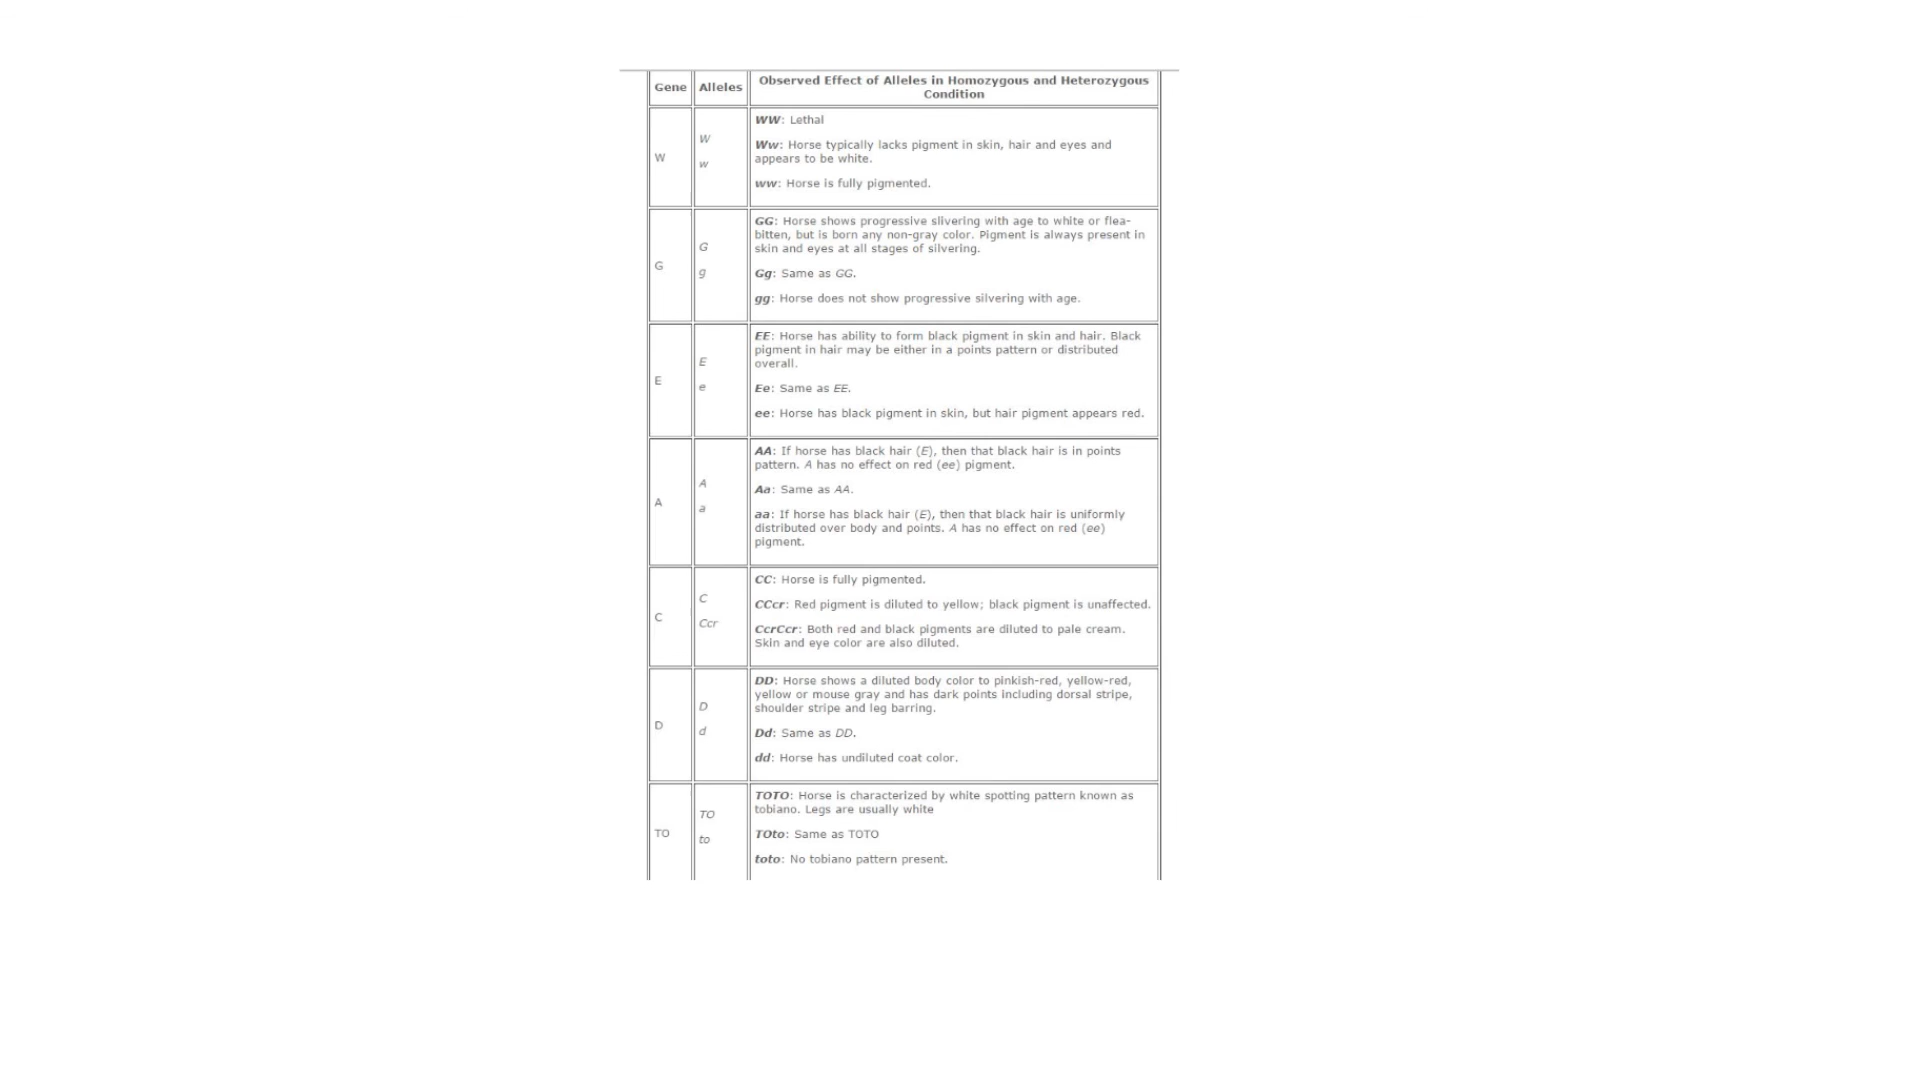 Gene Alleles Observed Effect of Alleles in Homozygous and Heterozygous
Condition
W
W
w
WW: Lethal
Ww: Horse typically lacks pigment in skin, hair and eyes and
appears to be white.
ww: Horse is fully pigmented.
G
G
g
GG: Horse shows progressive slivering with age to white or flea-
bitten, but is born any non-gray color. Pigment is always present in
skin and eyes at all stages of silvering.
Gg: Same as GG.
gg: Horse does not show progressive silvering with age.
E
E
e
EE: Horse has ability to form black pigment in skin and hair. Black
pigment in hair may be either in a points pattern or distributed
overall.
Ee: Same as EE.
ee: Horse has black pigment in skin, but hair pigment appears red.
A
A
a
AA: If horse has black hair (E), then that black hair is in points
pattern. A has no effect on red (ee) pigment.
Aa: Same as AA.
aa: If horse has black hair (E), then that black hair is uniformly
distributed over body and points. A has no effect on red (ee)
pigment.
C
C
Ccr
CC: Horse is fully pigmented.
CCcr: Red pigment is diluted to yellow; black pigment is unaffected.
CcrCcr: Both red and black pigments are diluted to pale cream.
Skin and eye color are also diluted.
D
D
d
DD: Horse shows a diluted body color to pinkish-red, yellow-red,
yellow or mouse gray and has dark points including dorsal stripe,
shoulder stripe and leg barring.
Dd: Same as DD.
dd: Horse has undiluted coat color.
TO
TO
to
TOTO: Horse is characterized by white spotting pattern known as
tobiano. Legs are usually white
TOto: Same as TOTO
toto: No tobiano pattern present.